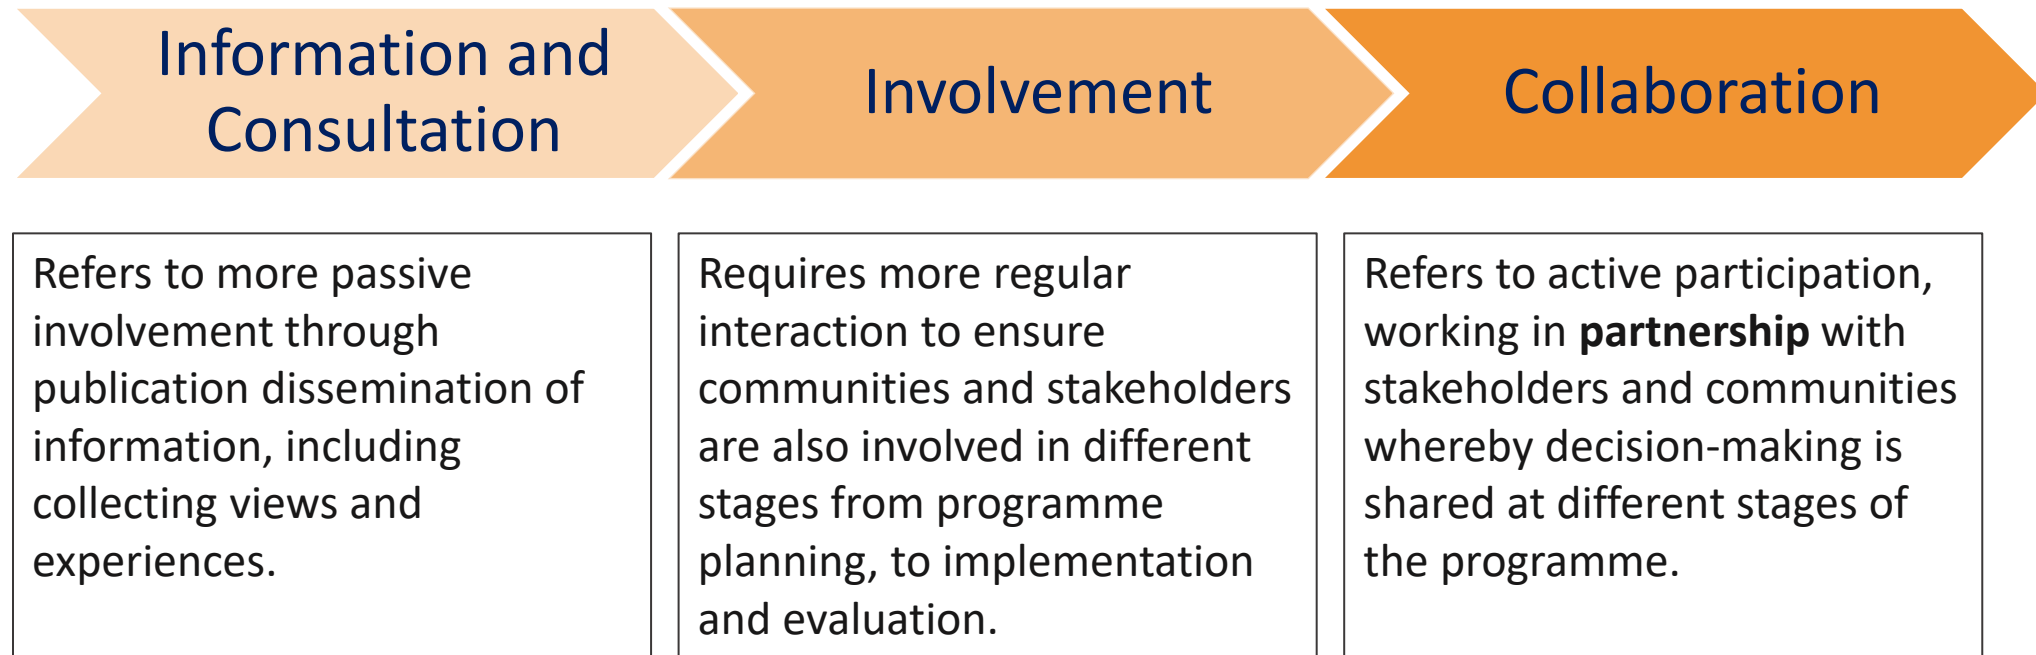 Information and
Consultation
Involvement
Collaboration
Refers to more passive
involvement through
publication dissemination of
information, including
collecting views and
experiences.
Requires more regular
interaction to ensure
communities and stakeholders
are also involved in different
stages from programme
planning, to implementation
and evaluation.
Refers to active participation,
working in partnership with
stakeholders and communities
whereby decision-making is
shared at different stages of
the programme.